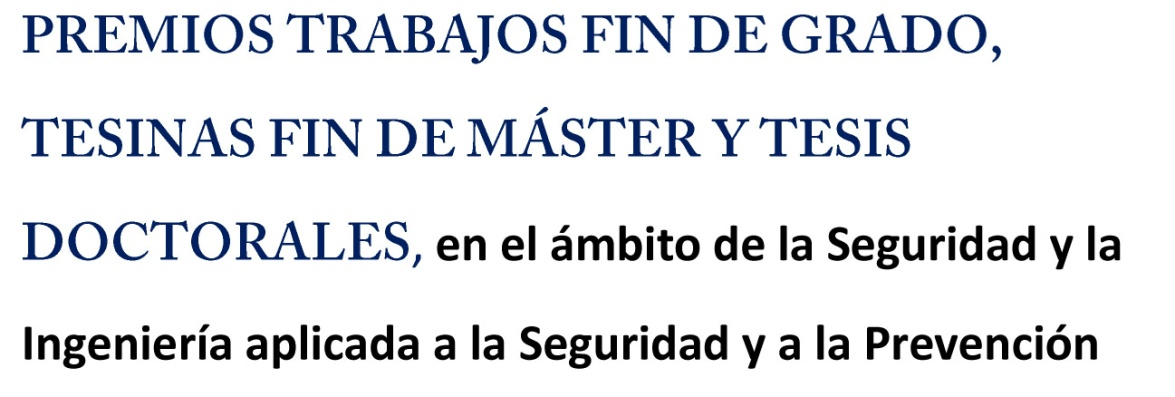 PREMIOS TRABAJOS FIN DE GRADO,
TESINAS FIN DE MÁSTER Y TESIS
DOCTORALES, en el ámbito de la Seguridad y la
Ingeniería aplicada a la Seguridad y a la Prevención